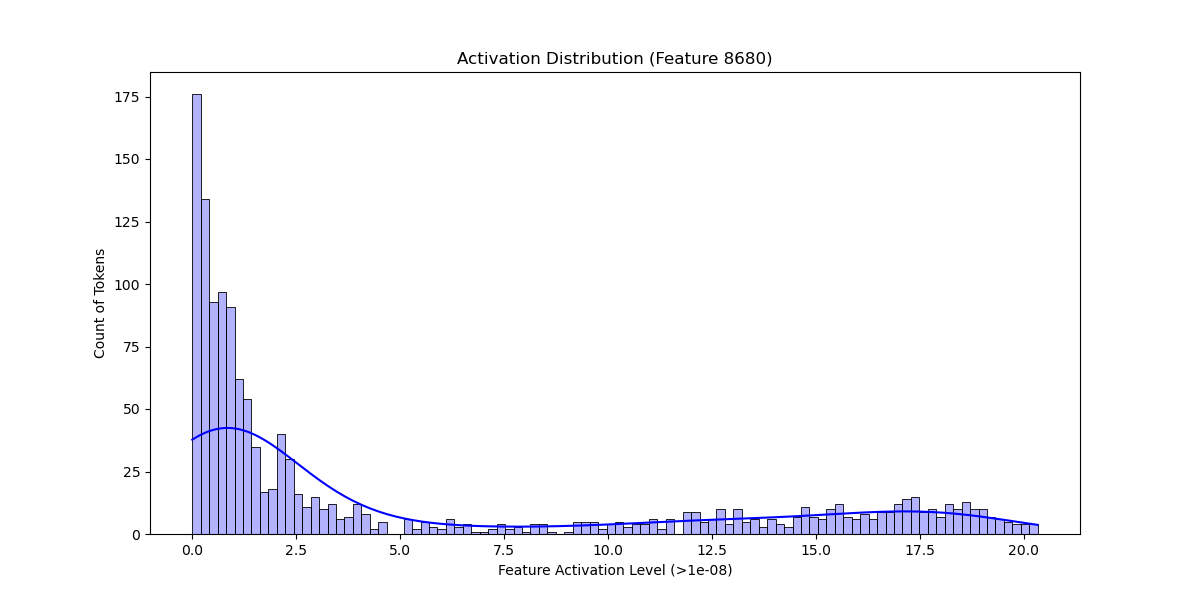 Activation Distribution (Feature 8680)
175
150
125
100
75
50
25
0
Count of Tokens
0.0 2.5 5.0 7.5 10.0 12.5 15.0 17.5 20.0
Feature Activation Level (>1e-08)